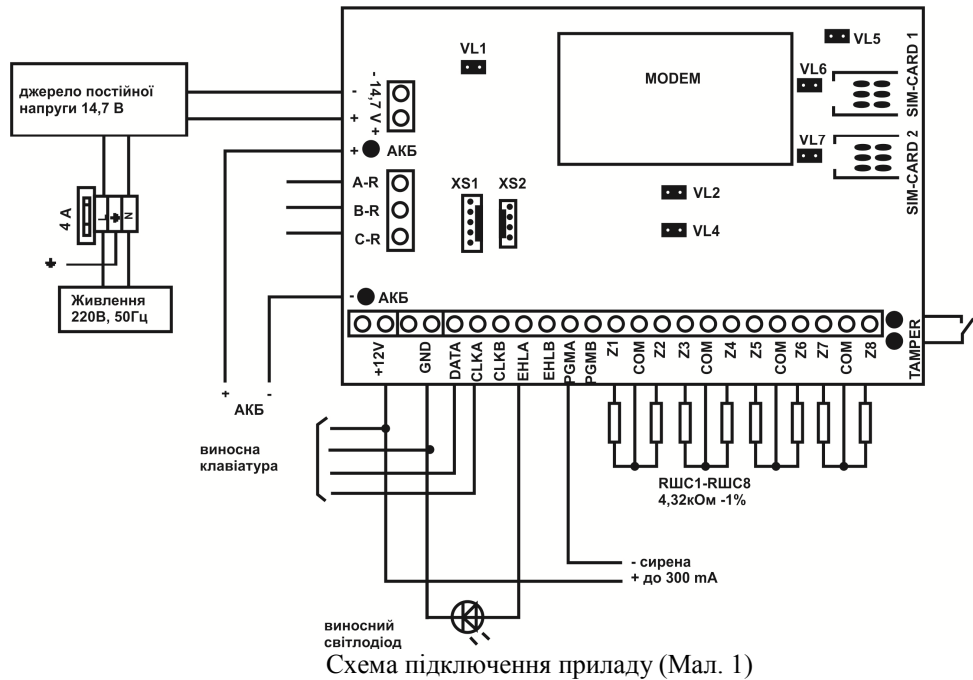 VL1
VL5
MODEM
VL6
SIM-CARD 1
джерело постійної
напруги 14,7 В
-
+
- 14,7 V +
VL7
SIM-CARD 2
+ АКБ
A-R
B-R
C-R
XS1 XS2
VL2
VL4
4 A
L
N
Живлення
220В, 50Гц
- АКБ
+12V
GND
DATA
CLKA
CLKB
EHLA
EHLB
PGMA
PGMB
Z1
COM
Z2
Z3
COM
Z4
Z5
COM
Z6
Z7
COM
Z8
TAMPER
+ -
АКБ
виносна
клавіатура
RШС1-RШС8
4,32кОм -1%
- сирена
+ до 300 mA
виносний
світлодіод
Схема підключення приладу (Мал. 1)